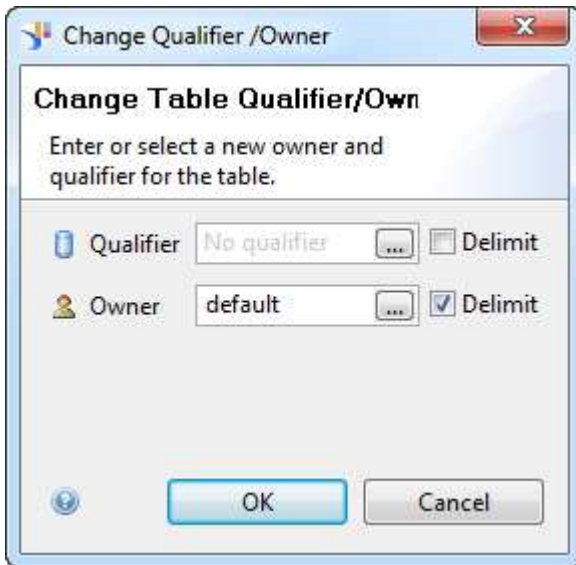 Change Qualifier /Owner
Change Table Qualifier/Own
Enter or select a new owner and
qualifier for the table.
Qualifier No qualifier ... Delimit
Owner default ... Delimit
OK Cancel